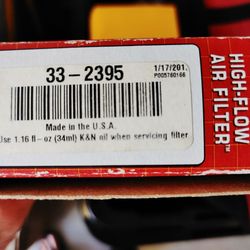 33-2395
1/17/201
P005760166
Made in the U.S.A.
Use 1.16 fl-oz (34ml) K&N oil when servicing filter
HIGH-FLOW
AIR FILTER™